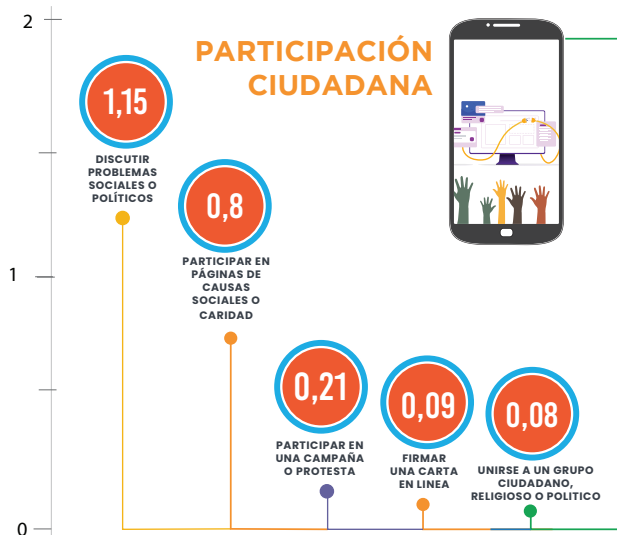 2
PARTICIPACIÓN
CIUDADANA
1,15
DISCUTIR
PROBLEMAS
SOCIALES O
POLÍTICOS
0,8
PARTICIPAR EN
PÁGINAS DE
CAUSAS
SOCIALES O
CARIDAD
1
0,21
PARTICIPAR EN
UNA CAMPAÑA
O PROTESTA
0,09
FIRMAR
UNA CARTA
EN LINEA
0,08
UNIRSE A UN GRUPO
CIUDADANO,
RELIGIOSO O POLITICO
0